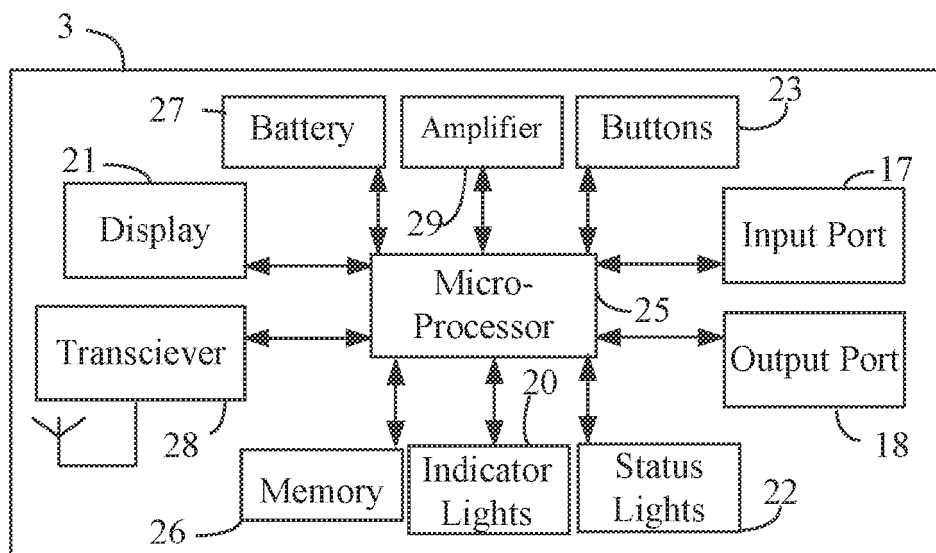 3
27
Battery
Amplifier
Buttons
23
21
29
17
Display
Input Port
Micro-
Processor
25
Transciever
Output Port
28
20
18
Memory
Indicator
Lights
Status
Lights
26
22